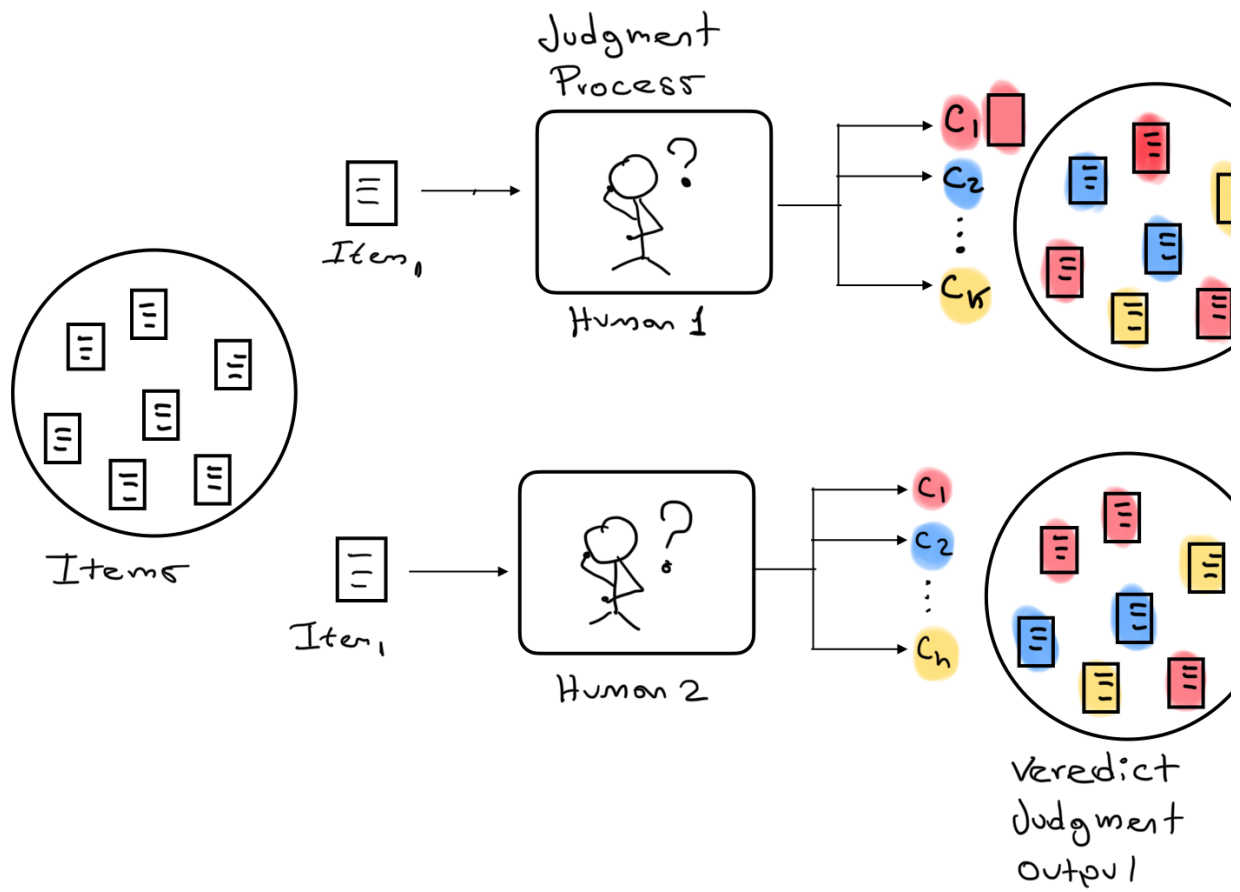 Judgment
Process
Item₁
Human 1
C₁
C₂
Cₖ
Items
Item₁
Human 2
C₁
C₂
Cₙ
Veredict
Judgment
Output